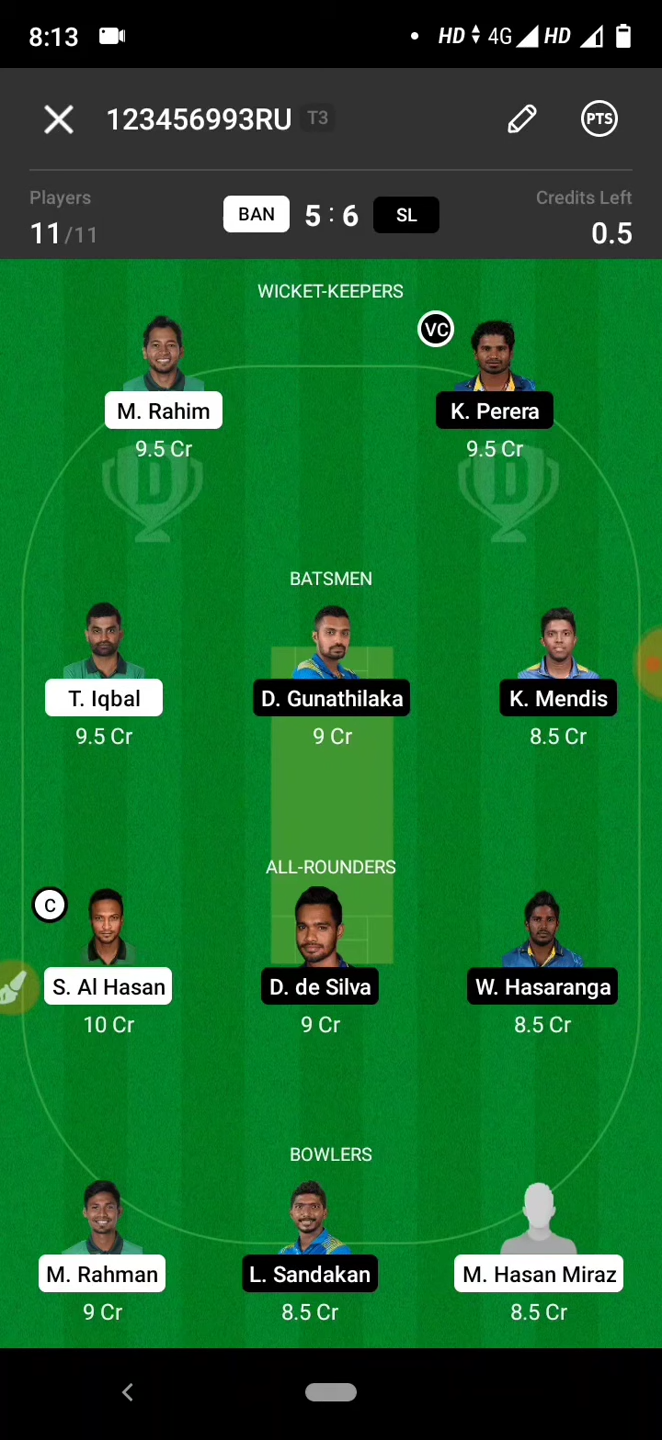 8:13 HD 4G HD
123456993RU T3 PTS
Players Credits Left
BAN 5 : 6 SL
11/11 0.5
WICKET-KEEPERS
VC
M. Rahim K. Perera
9.5 Cr 9.5 Cr
D D
BATSMEN
T. Iqbal D. Gunathilaka K. Mendis
9.5 Cr 9 Cr 8.5 Cr
ALL-ROUNDERS
C
S. Al Hasan D. de Silva W. Hasaranga
10 Cr 9 Cr 8.5 Cr
BOWLERS
M. Rahman L. Sandakan M. Hasan Miraz
9 Cr 8.5 Cr 8.5 Cr